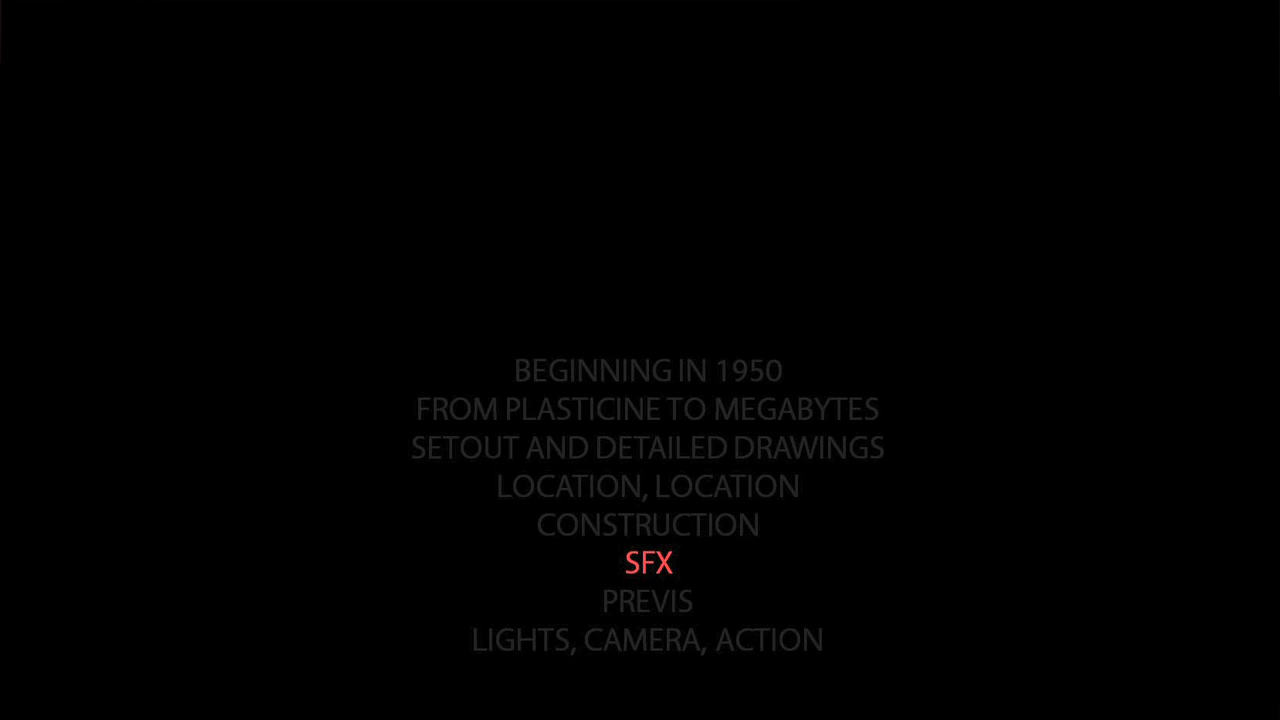 BEGINNING IN 1950
FROM PLASTICINE TO MEGABYTES
SETOUT AND DETAILED DRAWINGS
LOCATION, LOCATION
CONSTRUCTION
SFX
PREVIS
LIGHTS, CAMERA, ACTION